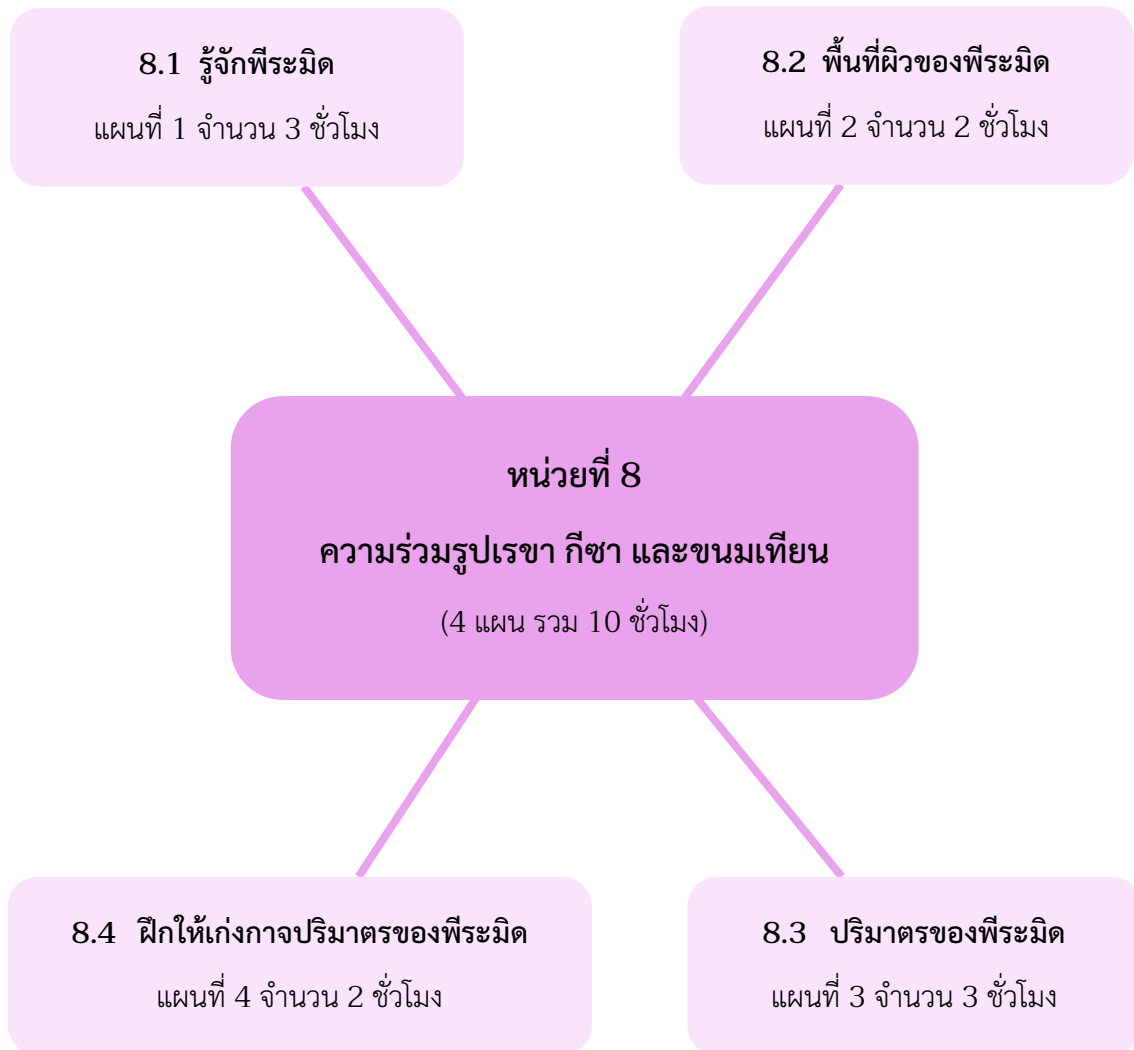 8.1 รู้จักพีระมิด
แผนที่ 1 จำนวน 3 ชั่วโมง
8.2 พื้นที่ผิวของพีระมิด
แผนที่ 2 จำนวน 2 ชั่วโมง
หน่วยที่ 8
ความร่วมรูปเรขา กีซา และขนมเทียน
(4 แผน รวม 10 ชั่วโมง)
8.4 ฝึกให้เก่งกาจปริมาตรของพีระมิด
แผนที่ 4 จำนวน 2 ชั่วโมง
8.3 ปริมาตรของพีระมิด
แผนที่ 3 จำนวน 3 ชั่วโมง